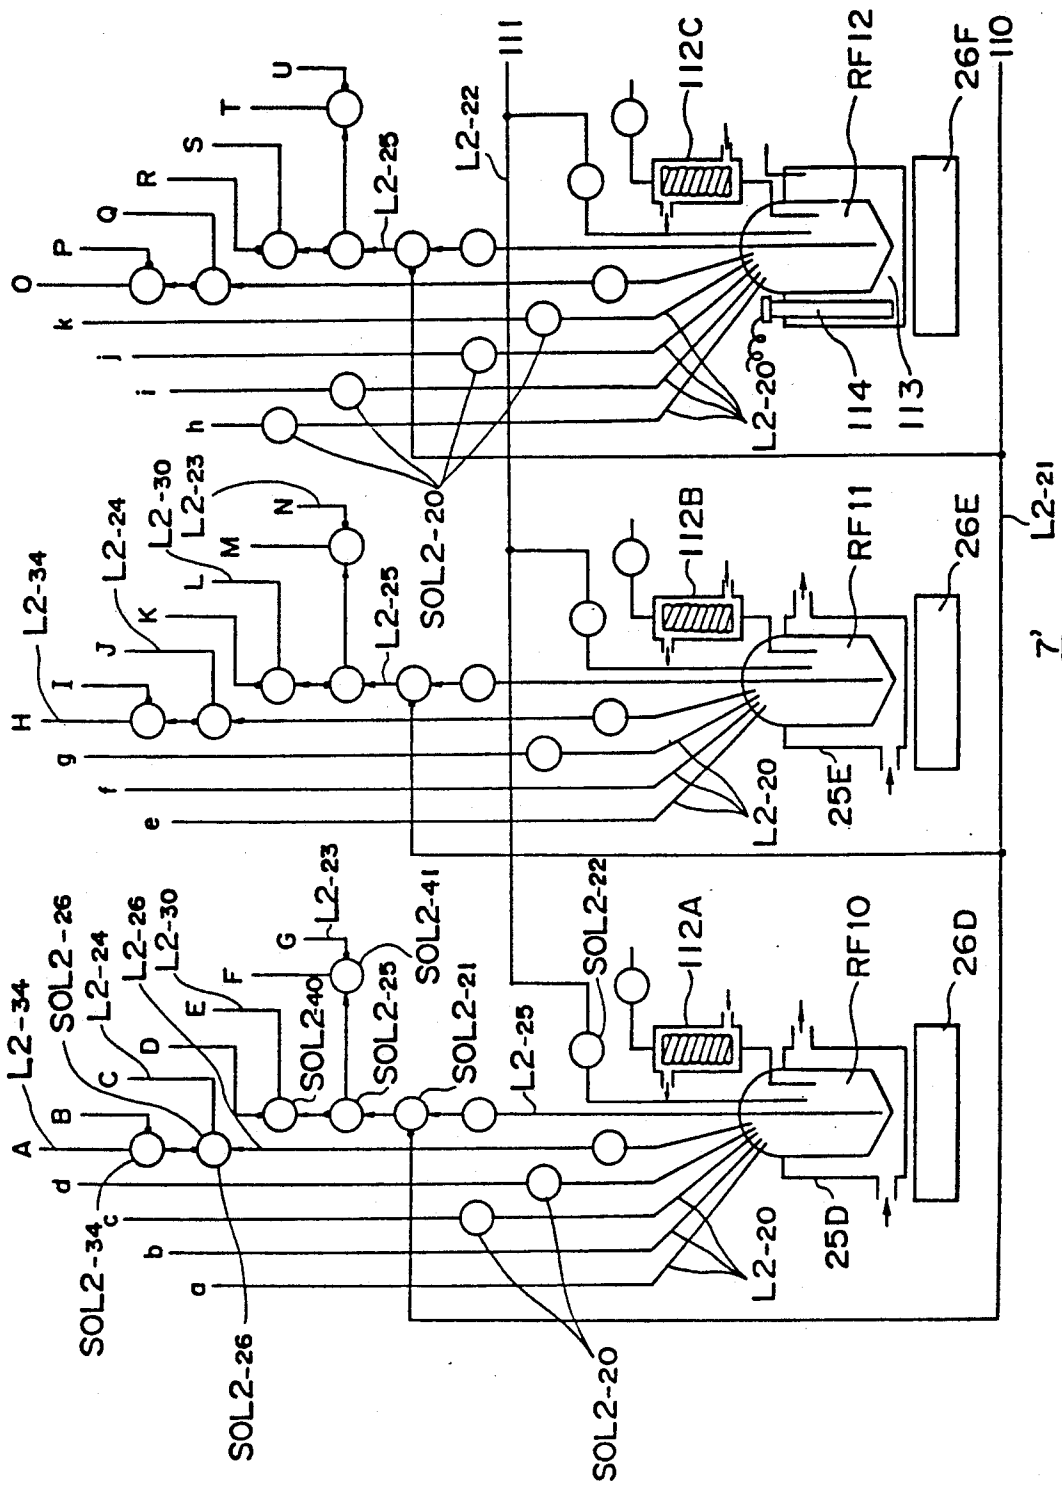 L2-34
A
B
SOL2-26
L2-24
C
L2-26
L2-30
D
E
SOL2-34
SOL2-26
a
b
c
d
F
G
L2-23
SOL2-40
SOL2-41
SOL2-25
SOL2-21
L2-25
SOL2-20
SOL2-22
L2-20
112A
25D
RF10
26D
H
L2-34
I
J
L2-24
K
L
L2-30
L2-23
e
f
g
M
N
L2-25
SOL2-20
L2-20
112B
25E
RF11
26E
O
P
Q
R
S
T
U
h
i
j
k
L2-25
L2-22
111
L2-20
112C
114
113
RF12
26F
110
L2-21
7'